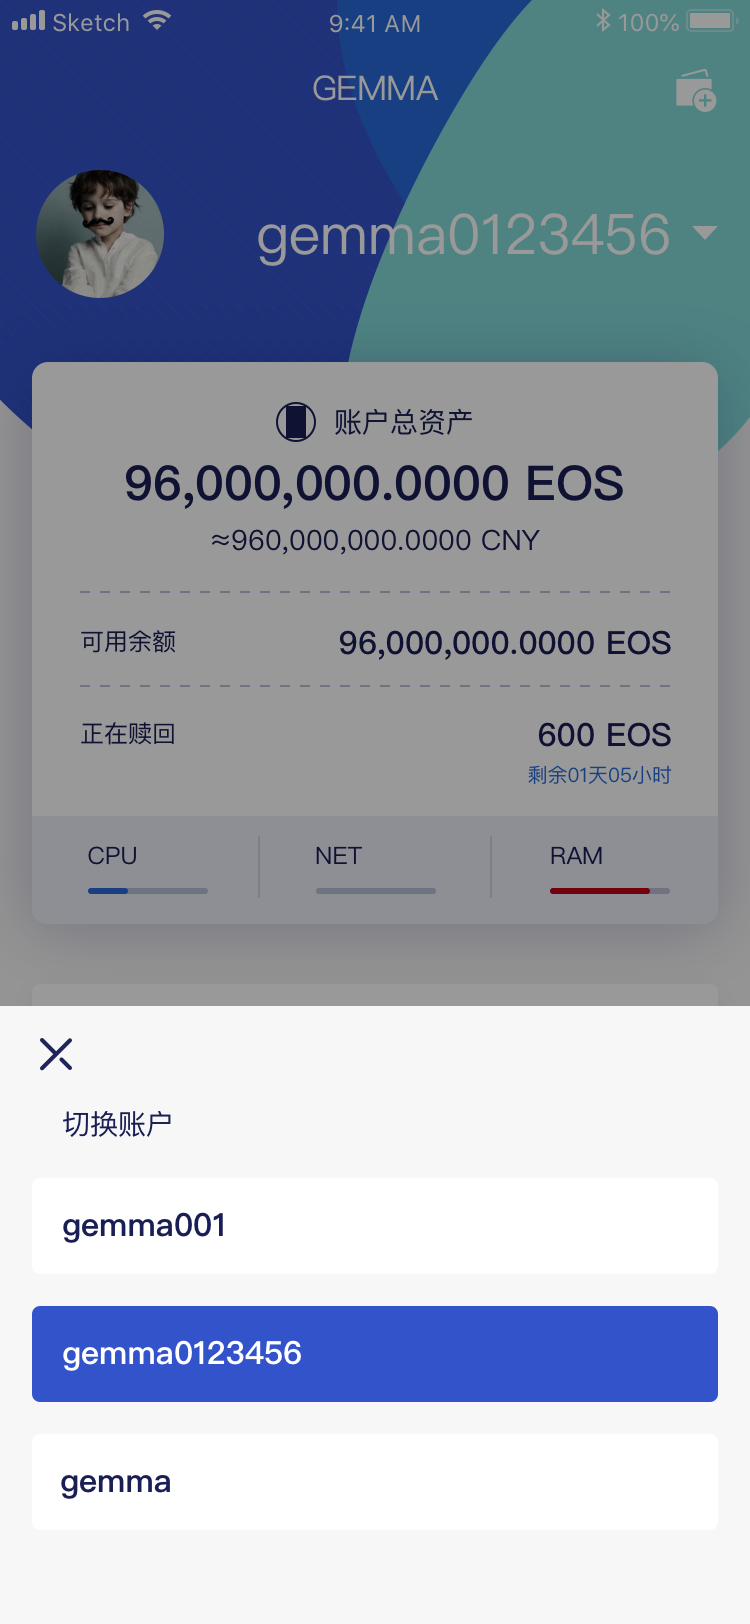 Sketch 9:41 AM 100%
GEMMA
gemma0123456
账户总资产
96,000,000.0000 EOS
≈960,000,000.0000 CNY
可用余额 96,000,000.0000 EOS
正在赎回 600 EOS
剩余01天05小时
CPU NET RAM
切换账户
gemma001
gemma0123456
gemma